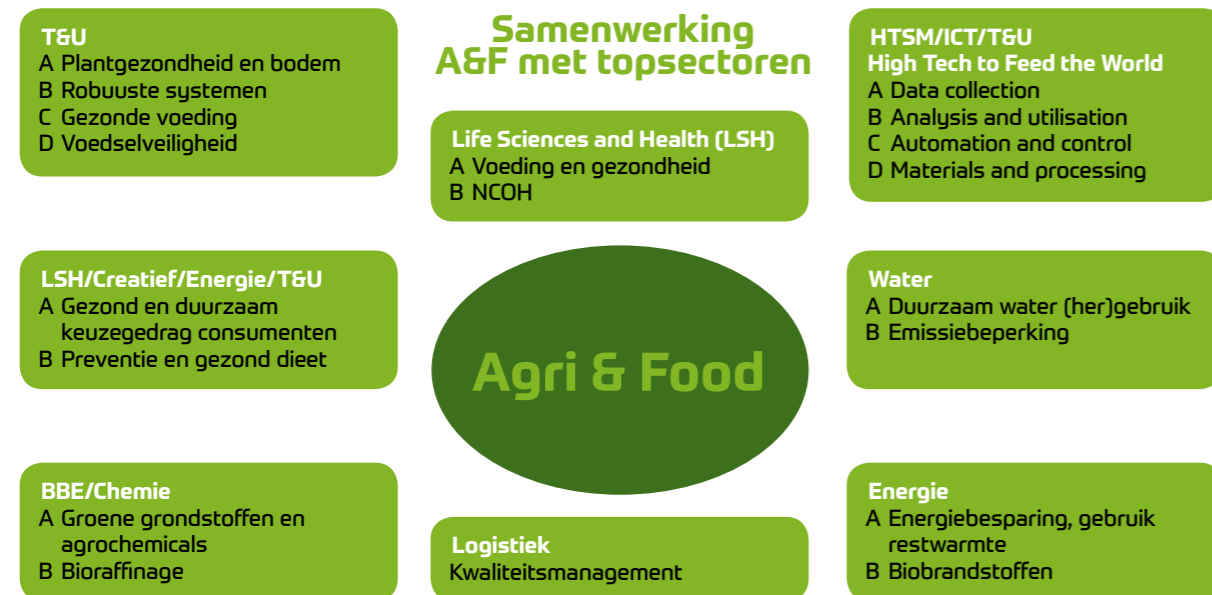 Samenwerking
A&F met topsectoren
T&U
A Plantgezondheid en bodem
B Robuuste systemen
C Gezonde voeding
D Voedselveiligheid
Life Sciences and Health (LSH)
A Voeding en gezondheid
B NCOH
HTSM/ICT/T&U
High Tech to Feed the World
A Data collection
B Analysis and utilisation
C Automation and control
D Materials and processing
LSH/Creatief/Energie/T&U
A Gezond en duurzaam
keuzegedrag consumenten
B Preventie en gezond dieet
Agri & Food
Water
A Duurzaam water (her)gebruik
B Emissiebeperking
BBE/Chemie
A Groene grondstoffen en
agrochemicals
B Bioraffinage
Logistiek
Kwaliteitsmanagement
Energie
A Energiebesparing, gebruik
restwarmte
B Biobrandstoffen